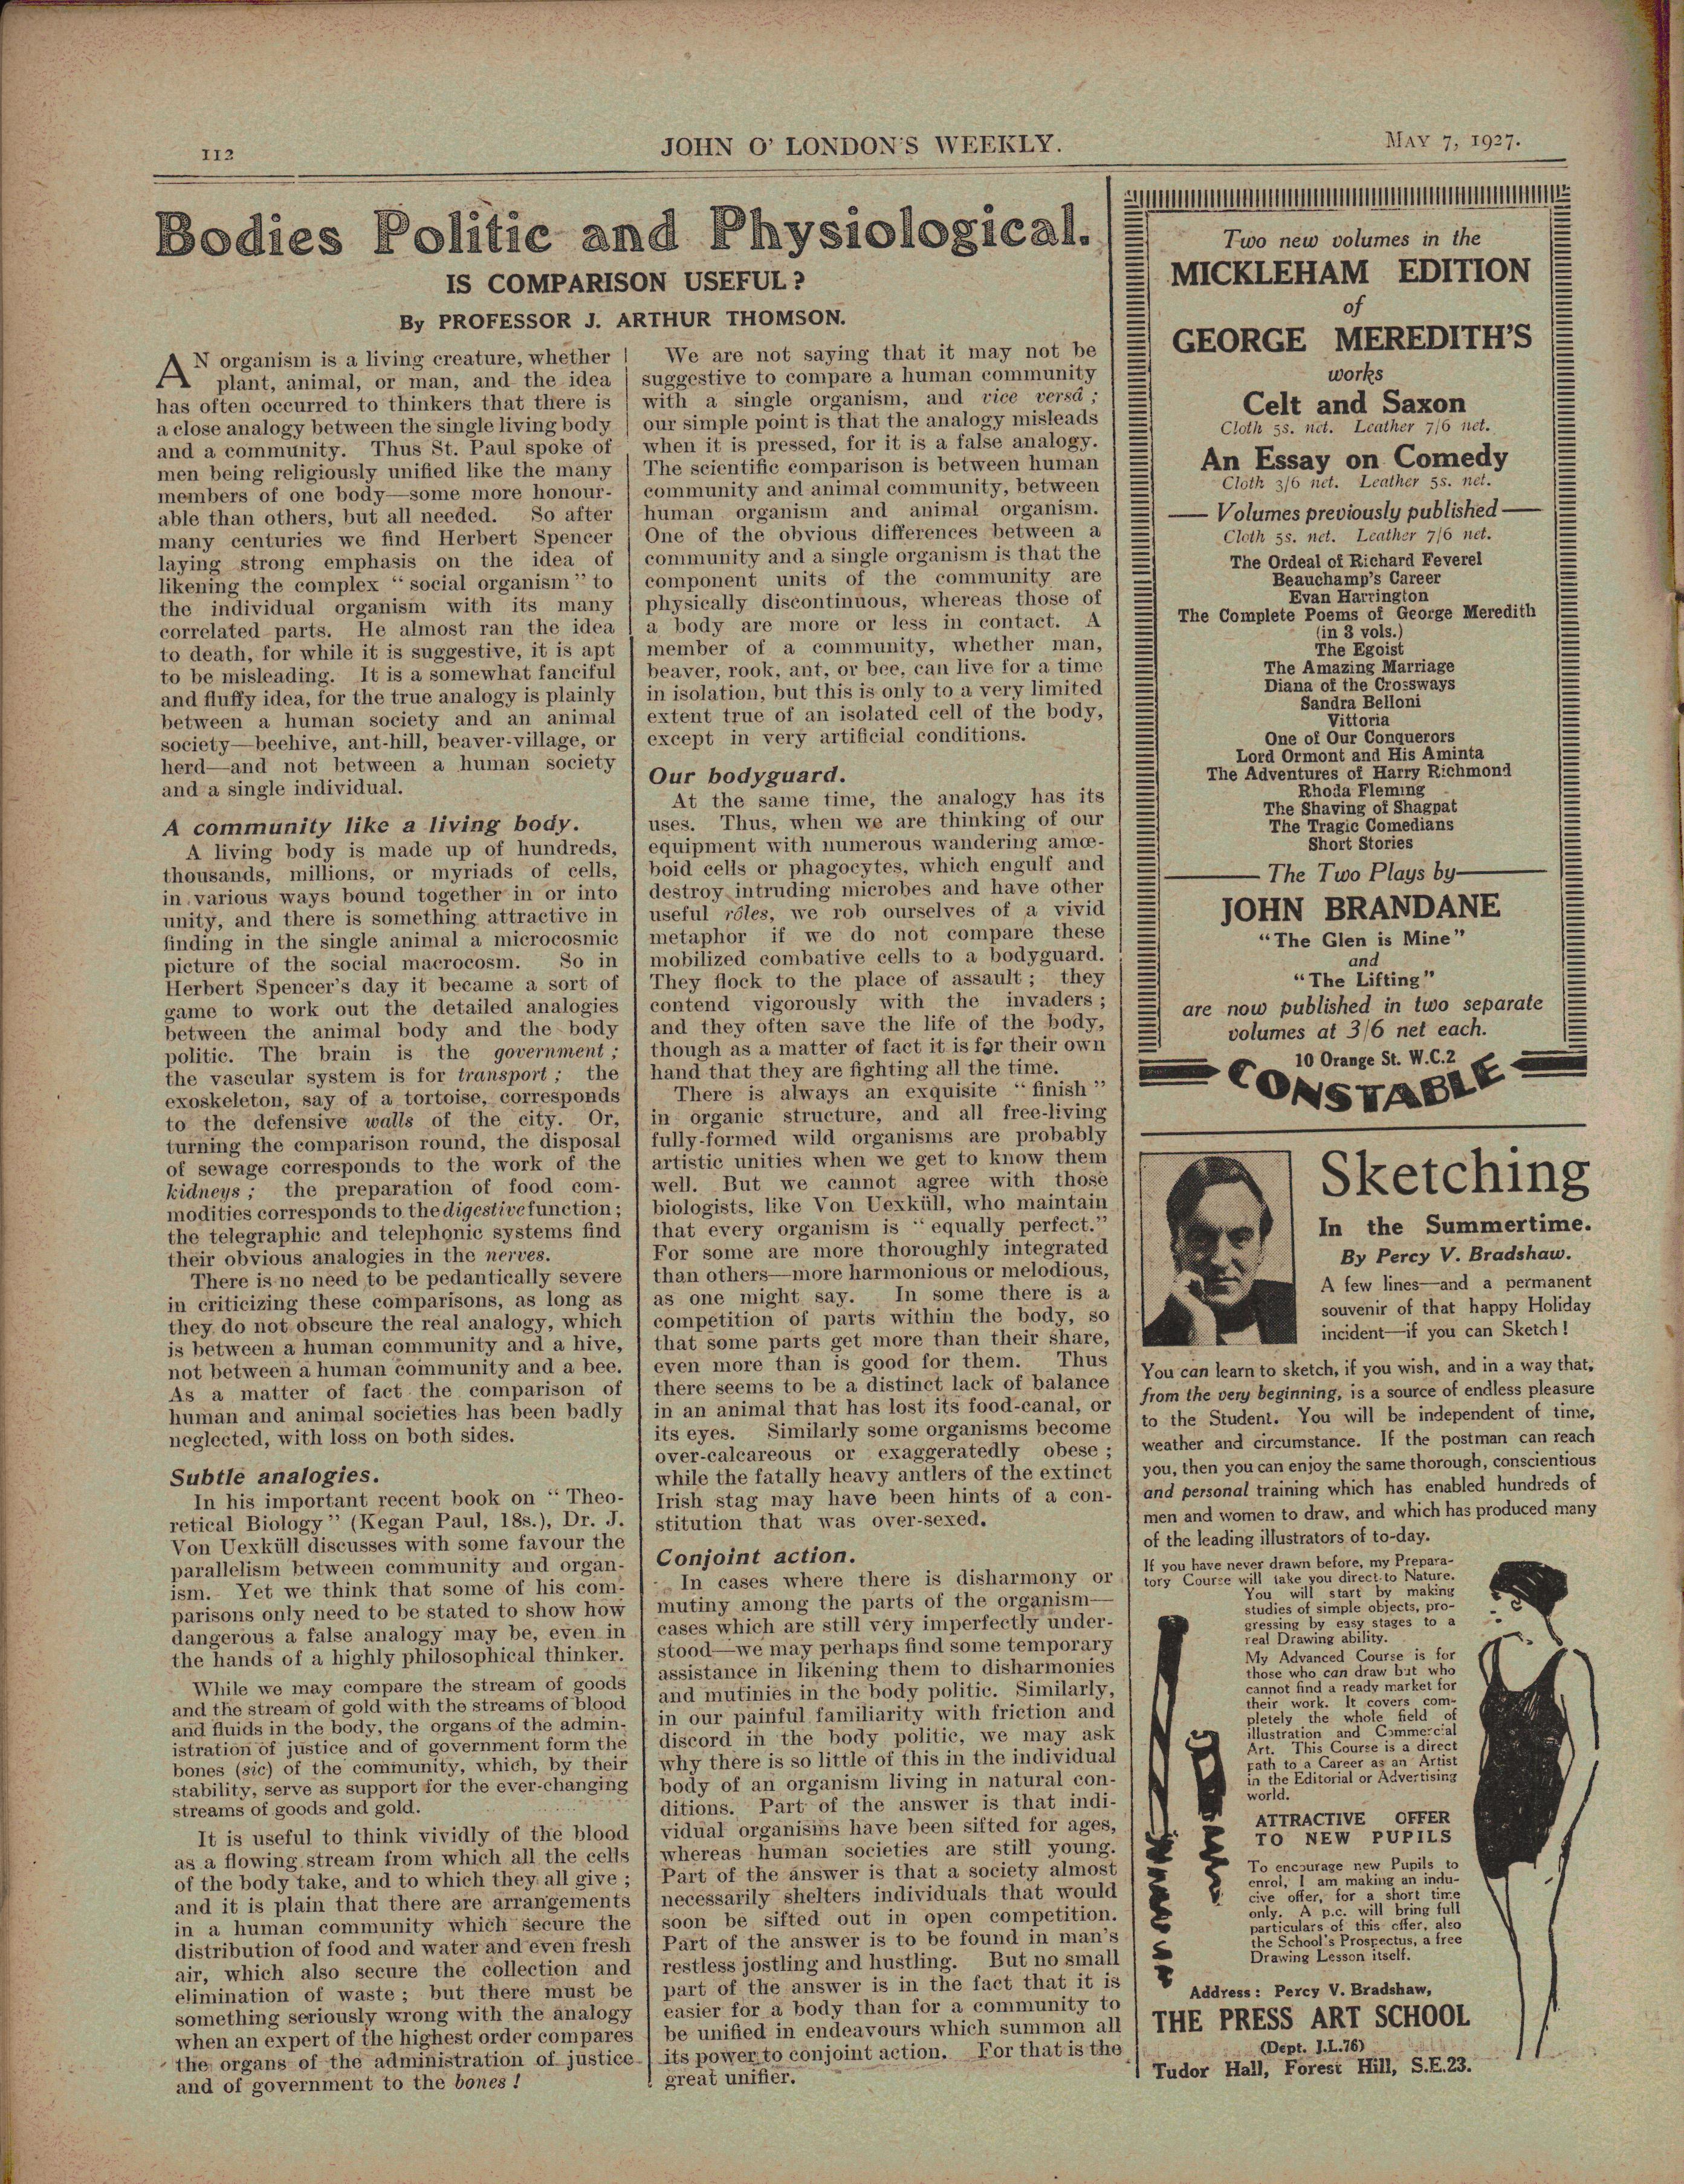 112
JOHN O' LONDON'S WEEKLY.
MAY 7, 1927.
Bodies Politic and Physiological.
IS COMPARISON USEFUL?
By PROFESSOR J. ARTHUR THOMSON.
AN organism is a living creature, whether
plant, animal, or man, and the idea
has often occurred to thinkers that there is
a close analogy between the single living body
and a community. Thus St. Paul spoke of
men being religiously unified like the many
members of one body—some more honour-
able than others, but all needed. So after
many centuries we find Herbert Spencer
laying strong emphasis on the idea of
likening the complex "social organism" to
the individual organism with its many
correlated parts. He almost ran the idea
to death, for while it is suggestive, it is apt
to be misleading. It is a somewhat fanciful
and fluffy idea, for the true analogy is plainly
between a human society and an animal
society—beehive, ant-hill, beaver-village, or
herd—and not between a human society
and a single individual.
A community like a living body.
A living body is made up of hundreds,
thousands, millions, or myriads of cells,
in various ways bound together in or into
unity, and there is something attractive in
finding in the single animal a microcosmic
picture of the social macrocosm. So in
Herbert Spencer's day it became a sort of
game to work out the detailed analogies
between the animal body and the body
politic. The brain is the government;
the vascular system is for transport; the
exoskeleton, say of a tortoise, corresponds
to the defensive walls of the city. Or,
turning the comparison round, the disposal
of sewage corresponds to the work of the
kidneys; the preparation of food com-
modities corresponds to the digestive function;
the telegraphic and telephonic systems find
their obvious analogies in the nerves.
There is no need to be pedantically severe
in criticizing these comparisons, as long as
they do not obscure the real analogy, which
is between a human community and a hive,
not between a human community and a bee.
As a matter of fact the comparison of
human and animal societies has been badly
neglected, with loss on both sides.
Subtle analogies.
In his important recent book on "Theo-
retical Biology" (Kegan Paul, 18s.), Dr. J.
Von Uexküll discusses with some favour the
parallelism between community and organ-
ism. Yet we think that some of his com-
parisons only need to be stated to show how
dangerous a false analogy may be, even in
the hands of a highly philosophical thinker.
While we may compare the stream of goods
and the stream of gold with the streams of blood
and fluids in the body, the organs of the admin-
istration of justice and of government form the
bones (sic) of the community, which, by their
stability, serve as support for the ever-changing
streams of goods and gold.
It is useful to think vividly of the blood
as a flowing stream from which all the cells
of the body take, and to which they all give;
and it is plain that there are arrangements
in a human community which secure the
distribution of food and water and even fresh
air, which also secure the collection and
elimination of waste; but there must be
something seriously wrong with the analogy
when an expert of the highest order compares
the organs of the administration of justice
and of government to the bones!
We are not saying that it may not be
suggestive to compare a human community
with a single organism, and vice versâ;
our simple point is that the analogy misleads
when it is pressed, for it is a false analogy.
The scientific comparison is between human
community and animal community, between
human organism and animal organism.
One of the obvious differences between a
community and a single organism is that the
component units of the community are
physically discontinuous, whereas those of
a body are more or less in contact. A
member of a community, whether man,
beaver, rook, ant, or bee, can live for a time
in isolation, but this is only to a very limited
extent true of an isolated cell of the body,
except in very artificial conditions.
Our bodyguard.
At the same time, the analogy has its
uses. Thus, when we are thinking of our
equipment with numerous wandering amœ-
boid cells or phagocytes, which engulf and
destroy intruding microbes and have other
useful rôles, we rob ourselves of a vivid
metaphor if we do not compare these
mobilized combative cells to a bodyguard.
They flock to the place of assault; they
contend vigorously with the invaders;
and they often save the life of the body,
though as a matter of fact it is for their own
hand that they are fighting all the time.
There is always an exquisite "finish"
in organic structure, and all free-living
fully-formed wild organisms are probably
artistic unities when we get to know them
well. But we cannot agree with those
biologists, like Von Uexküll, who maintain
that every organism is "equally perfect."
For some are more thoroughly integrated
than others—more harmonious or melodious,
as one might say. In some there is a
competition of parts within the body, so
that some parts get more than their share,
even more than is good for them. Thus
there seems to be a distinct lack of balance
in an animal that has lost its food-canal, or
its eyes. Similarly some organisms become
over-calcareous or exaggeratedly obese;
while the fatally heavy antlers of the extinct
Irish stag may have been hints of a con-
stitution that was over-sexed.
Conjoint action.
In cases where there is disharmony or
mutiny among the parts of the organism—
cases which are still very imperfectly under-
stood—we may perhaps find some temporary
assistance in likening them to disharmonies
and mutinies in the body politic. Similarly,
in our painful familiarity with friction and
discord in the body politic, we may ask
why there is so little of this in the individual
body of an organism living in natural con-
ditions. Part of the answer is that indi-
vidual organisms have been sifted for ages,
whereas human societies are still young.
Part of the answer is that a society almost
necessarily shelters individuals that would
soon be sifted out in open competition.
Part of the answer is to be found in man's
restless jostling and hustling. But no small
part of the answer is in the fact that it is
easier for a body than for a community to
be unified in endeavours which summon all
its power to conjoint action. For that is the
great unifier.
Two new volumes in the
MICKLEHAM EDITION
of
GEORGE MEREDITH'S
works
Celt and Saxon
Cloth 5s. net. Leather 7/6 net.
An Essay on Comedy
Cloth 3/6 net. Leather 5s. net.
Volumes previously published
Cloth 5s. net. Leather 7/6 net.
The Ordeal of Richard Feverel
Beauchamp's Career
Evan Harrington
The Complete Poems of George Meredith
(in 3 vols.)
The Egoist
The Amazing Marriage
Diana of the Crossways
Sandra Belloni
Vittoria
One of Our Conquerors
Lord Ormont and His Aminta
The Adventures of Harry Richmond
Rhoda Fleming
The Shaving of Shagpat
The Tragic Comedians
Short Stories
The Two Plays by
JOHN BRANDANE
"The Glen is Mine"
and
"The Lifting"
are now published in two separate
volumes at 3/6 net each.
10 Orange St. W.C.2
CONSTABLE
Sketching
In the Summertime.
By Percy V. Bradshaw.
A few lines—and a permanent
souvenir of that happy Holiday
incident—if you can Sketch!
You can learn to sketch, if you wish, and in a way that,
from the very beginning, is a source of endless pleasure
to the Student. You will be independent of time,
weather and circumstance. If the postman can reach
you, then you can enjoy the same thorough, conscientious
and personal training which has enabled hundreds of
men and women to draw, and which has produced many
of the leading illustrators of to-day.
If you have never drawn before, my Prepara-
tory Course will take you direct to Nature.
You will start by making
studies of simple objects, pro-
gressing by easy stages to a
real Drawing ability.
My Advanced Course is for
those who can draw but who
cannot find a ready market for
their work. It covers com-
pletely the whole field of
illustration and Commercial
Art. This Course is a direct
path to a Career as an Artist
in the Editorial or Advertising
world.
ATTRACTIVE OFFER
TO NEW PUPILS
To encourage new Pupils to
enrol, I am making an indu-
cive offer, for a short time
only. A p.c. will bring full
particulars of this offer, also
the School's Prospectus, a free
Drawing Lesson itself.
Address: Percy V. Bradshaw,
THE PRESS ART SCHOOL
(Dept. J.L.76)
Tudor Hall, Forest Hill, S.E.23.